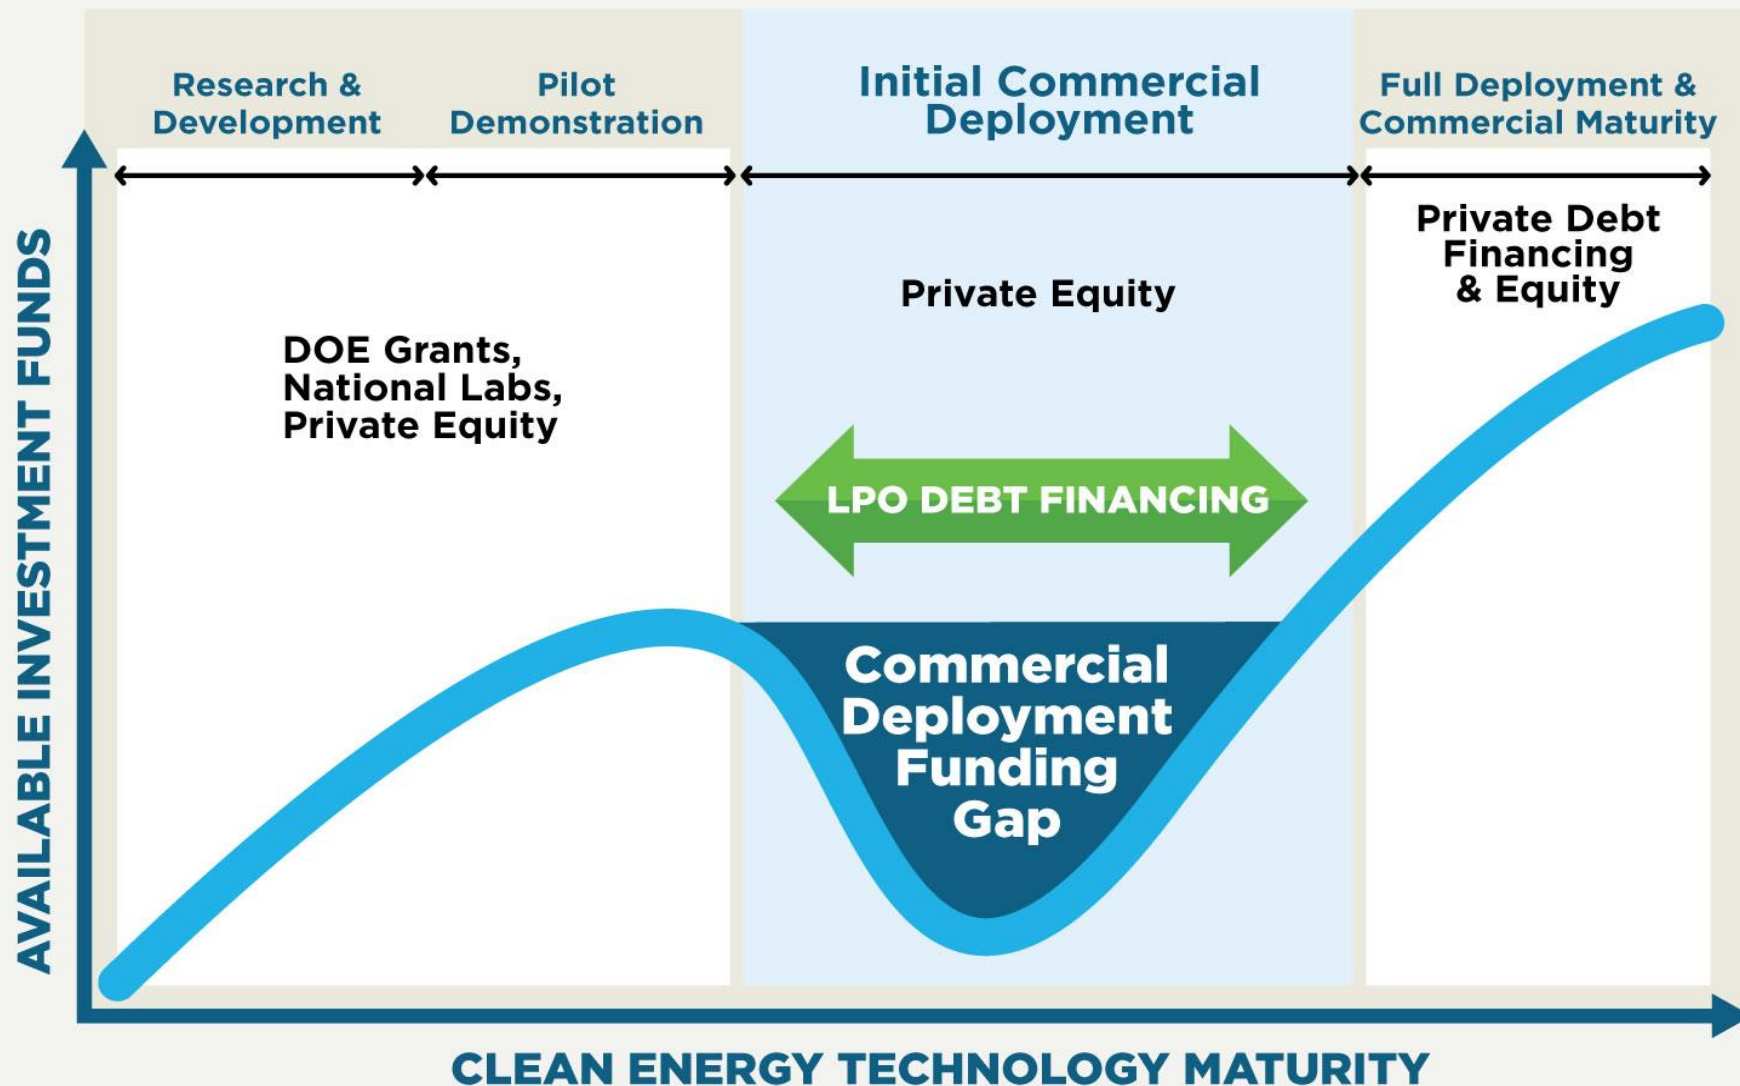 Research &
Development
Pilot
Demonstration
Initial Commercial
Deployment
Full Deployment &
Commercial Maturity
DOE Grants,
National Labs,
Private Equity
Private Equity
Private Debt
Financing
& Equity
LPO DEBT FINANCING
Commercial
Deployment
Funding
Gap
AVAILABLE INVESTMENT FUNDS
CLEAN ENERGY TECHNOLOGY MATURITY